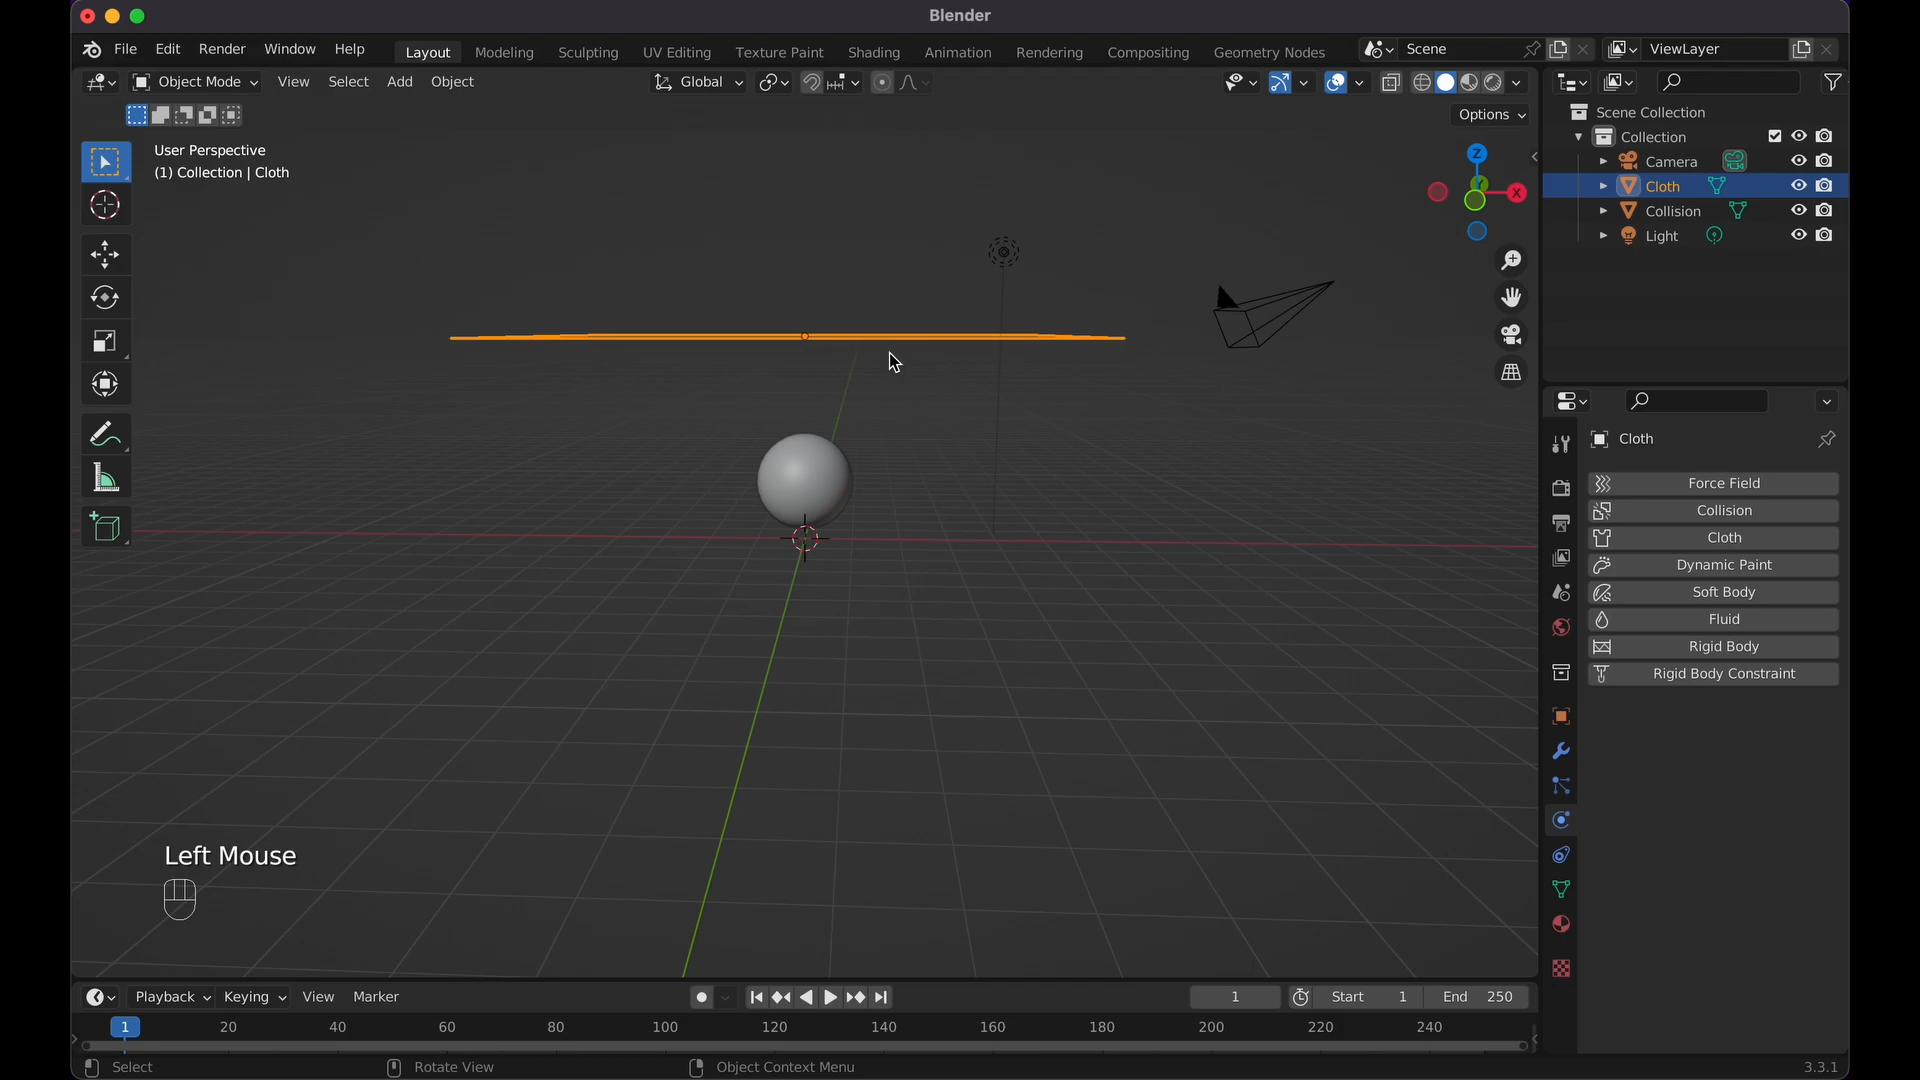 Blender
File Edit Render Window Help Layout Modeling Sculpting UV Editing Texture Paint Shading Animation Rendering Compositing Geometry Nodes Scene ViewLayer
Object Mode View Select Add Object Global
Options
User Perspective
(1) Collection | Cloth
Z
Y
X
Scene Collection
Collection
Camera
Cloth
Collision
Light
Cloth
Force Field
Collision
Cloth
Dynamic Paint
Soft Body
Fluid
Rigid Body
Rigid Body Constraint
Left Mouse
Playback Keying View Marker 1 Start 1 End 250
1 20 40 60 80 100 120 140 160 180 200 220 240
Select Rotate View Object Context Menu 3.3.1